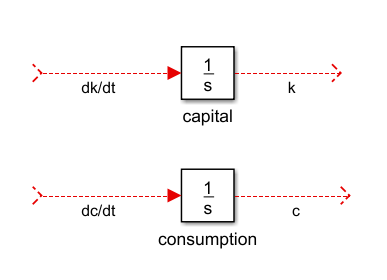 1
s
dk/dt
k
capital
1
s
dc/dt
c
consumption